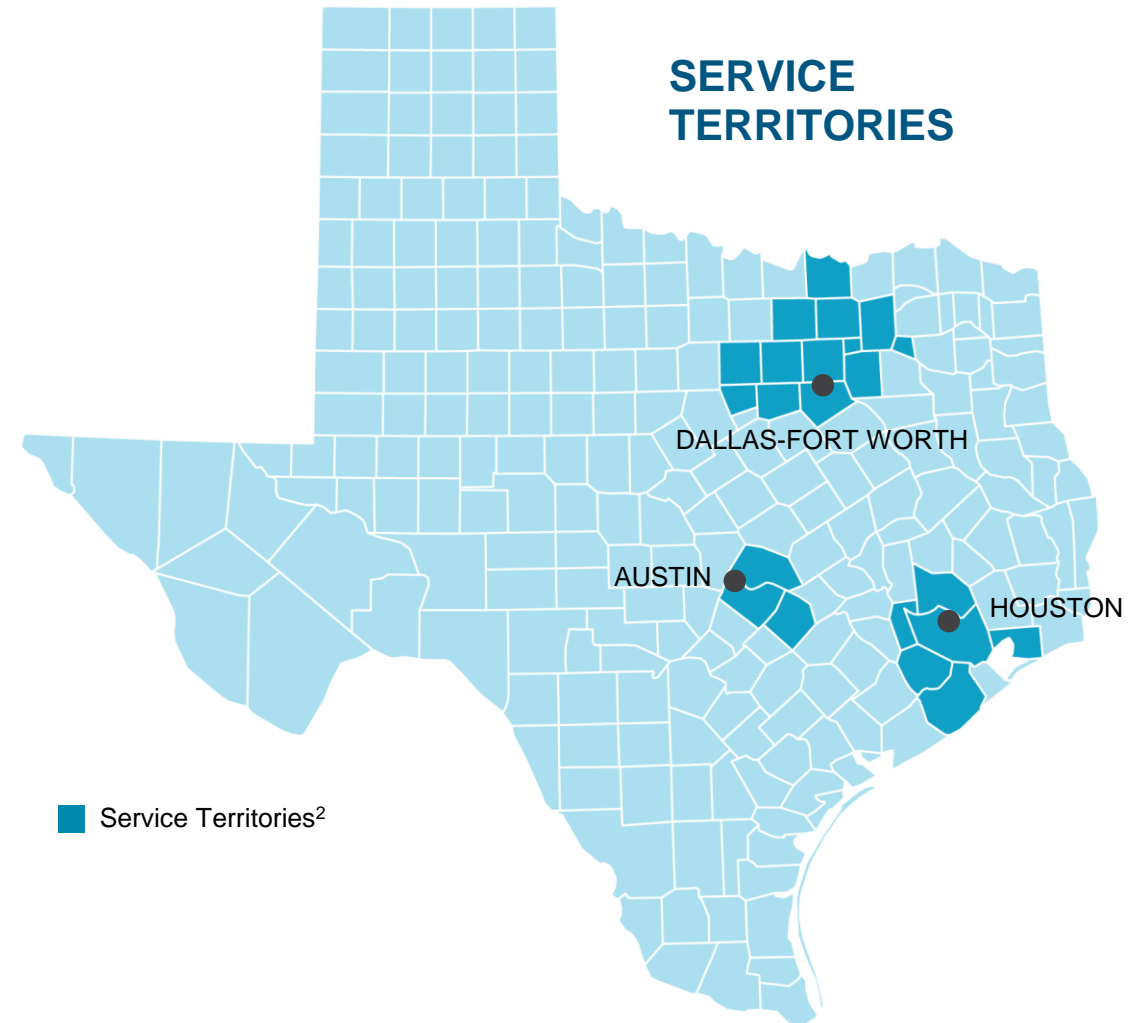 SERVICE
TERRITORIES
DALLAS-FORT WORTH
AUSTIN
HOUSTON
Service Territories²